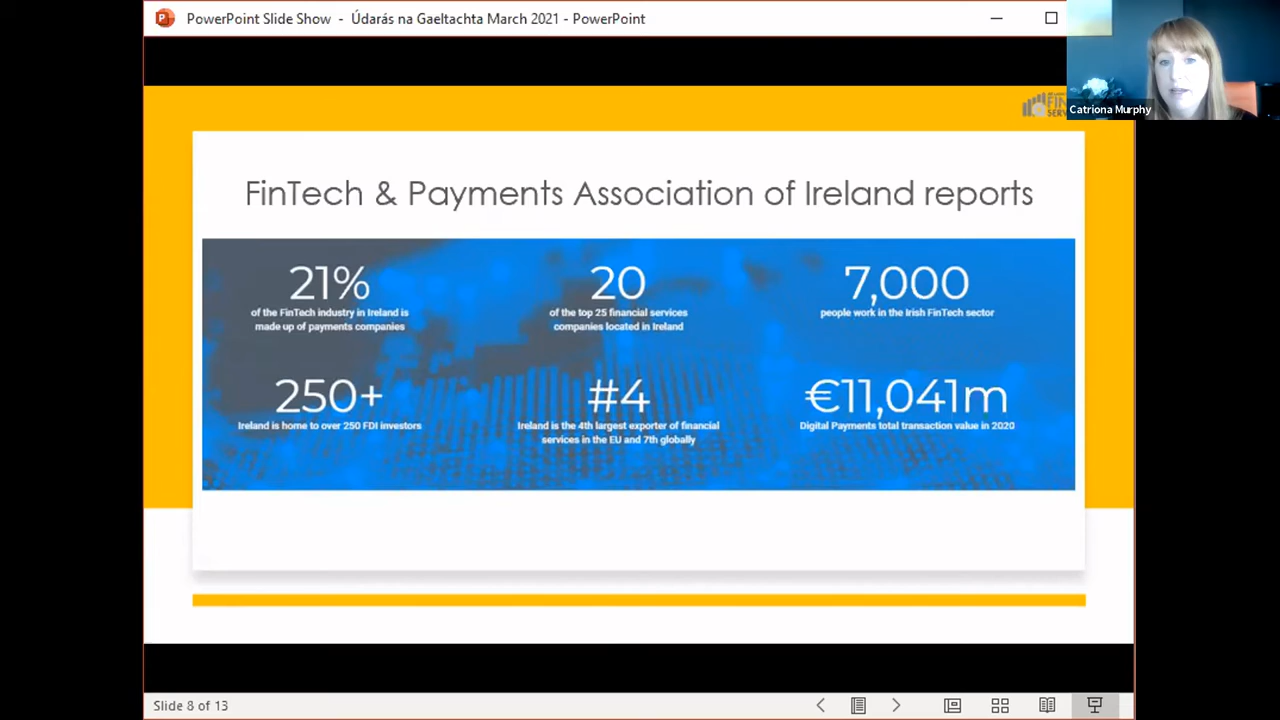 PowerPoint Slide Show - Údarás na Gaeltachta March 2021 - PowerPoint
Catriona Murphy
FinTech & Payments Association of Ireland reports
21%
of the FinTech industry in Ireland is
made up of payments companies
20
of the top 25 financial services
companies located in Ireland
7,000
people work in the Irish FinTech sector
250+
Ireland is home to over 250 FDI investors
#4
Ireland is the 4th largest exporter of financial
services in the EU and 7th globally
€11,041m
Digital Payments total transaction value in 2020
Slide 8 of 13